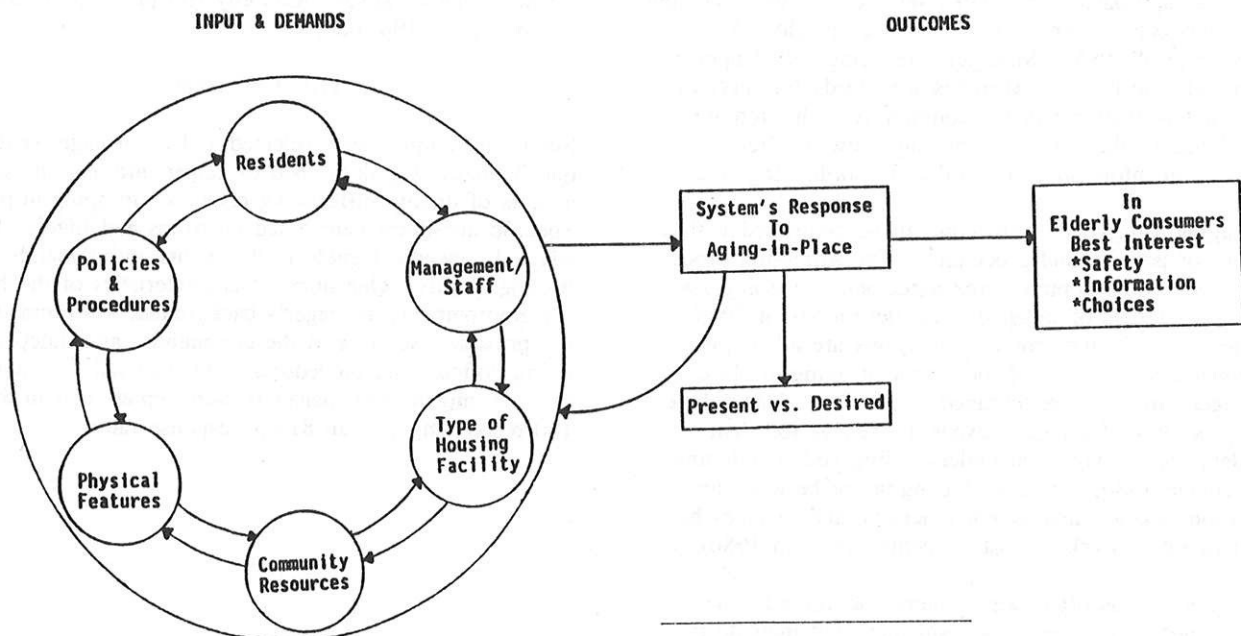 INPUT & DEMANDS
OUTCOMES
Residents
Policies
&
Procedures
Management/
Staff
Physical
Features
Type of
Housing
Facility
Community
Resources
System's Response
To
Aging-in-Place
Present vs. Desired
In
Elderly Consumers
Best Interest
*Safety
*Information
*Choices